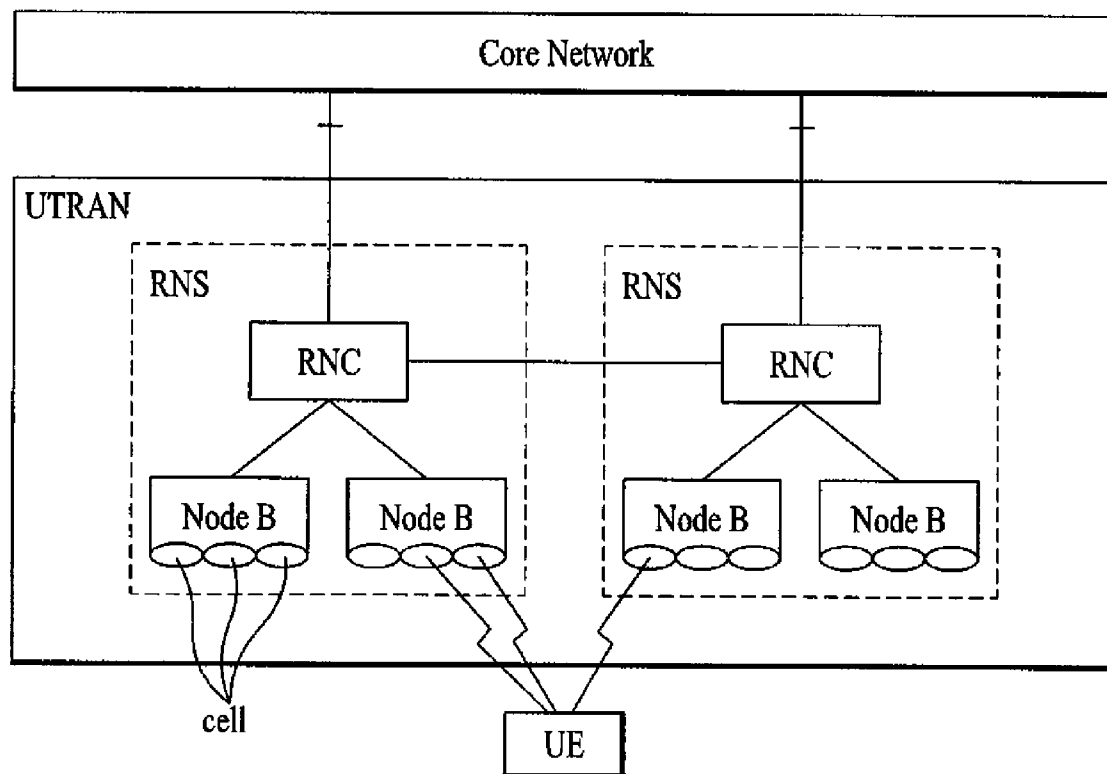 Core Network
UTRAN
RNS
RNS
RNC
RNC
Node B
Node B
Node B
Node B
cell
UE